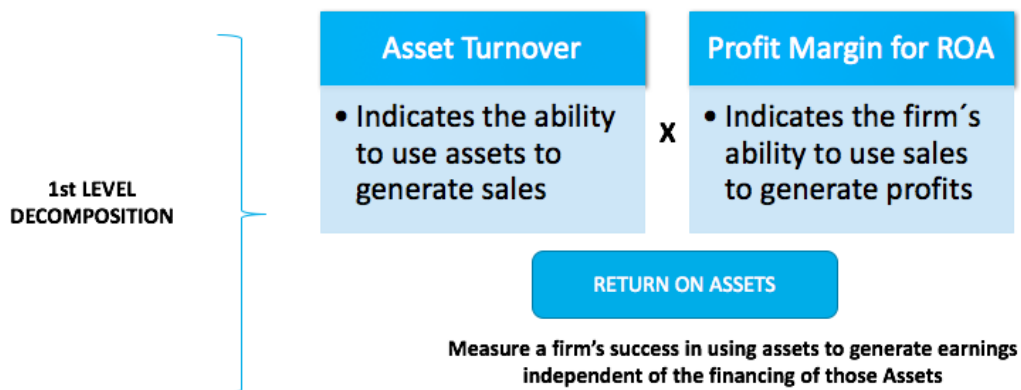 Asset Turnover
Profit Margin for ROA
• Indicates the ability
to use assets to
generate sales
X
• Indicates the firm´s
ability to use sales
to generate profits
1st LEVEL
DECOMPOSITION
RETURN ON ASSETS
Measure a firm's success in using assets to generate earnings
independent of the financing of those Assets